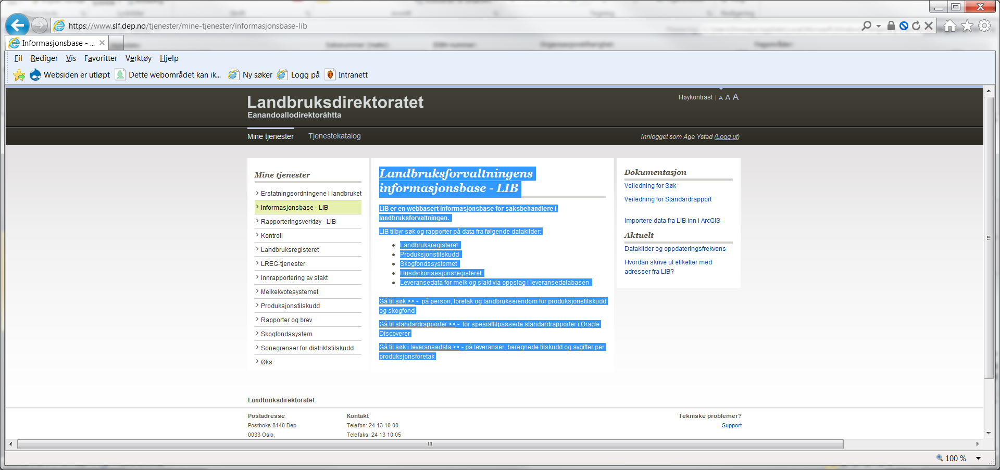 https://www.slf.dep.no/tjenester/mine-tjenester/informasjonsbase-lib
Informasjonsbase - ...
Fil Rediger Vis Favoritter Verktøy Hjelp
Websiden er utløpt Dette webområdet kan ik... Ny søker Logg på Intranett
Landbruksdirektoratet
Eanandoallodirektoráhtta
Høykontrast | A A A
Mine tjenester Tjenestekatalog
Innlogget som Åge Ystad (Logg ut)
Mine tjenester
Erstatningsordningene i landbruket
Informasjonsbase - LIB
Rapporteringsverktøy - LIB
Kontroll
Landbruksregisteret
LREG-tjenester
Innrapportering av slakt
Melkekvotesystemet
Produksjonstilskudd
Rapporter og brev
Skogfondssystem
Sonegrenser for distriktstilskudd
Øks
Landbruksforvaltningens
informasjonsbase - LIB
LIB er en webbasert informasjonsbase for saksbehandlere i
landbruksforvaltningen.
LIB tilbyr søk og rapporter på data fra følgende datakilder:
Landbruksregisteret
Produksjonstilskudd
Skogfondssystemet
Husdyrkonsesjonsregisteret
Leveransedata for melk og slakt via oppslag i leveransedatabasen
Gå til søk >> - på person, foretak og landbrukseiendom for produksjonstilskudd
og skogfond
Gå til standardrapporter >> - for spesialtilpassede standardrapporter i Oracle
Discoverer
Gå til søk i leveransedata >> - på leveranser, beregnede tilskudd og avgifter per
produksjonsforetak
Dokumentasjon
Veiledning for Søk
Veiledning for Standardrapport
Importere data fra LIB inn i ArcGIS
Aktuelt
Datakilder og oppdateringsfrekvens
Hvordan skrive ut etiketter med
adresser fra LIB?
Landbruksdirektoratet
Postadresse
Postboks 8140 Dep
0033 Oslo,
Kontakt
Telefon: 24 13 10 00
Telefaks: 24 13 10 05
Tekniske problemer?
Support
100 %